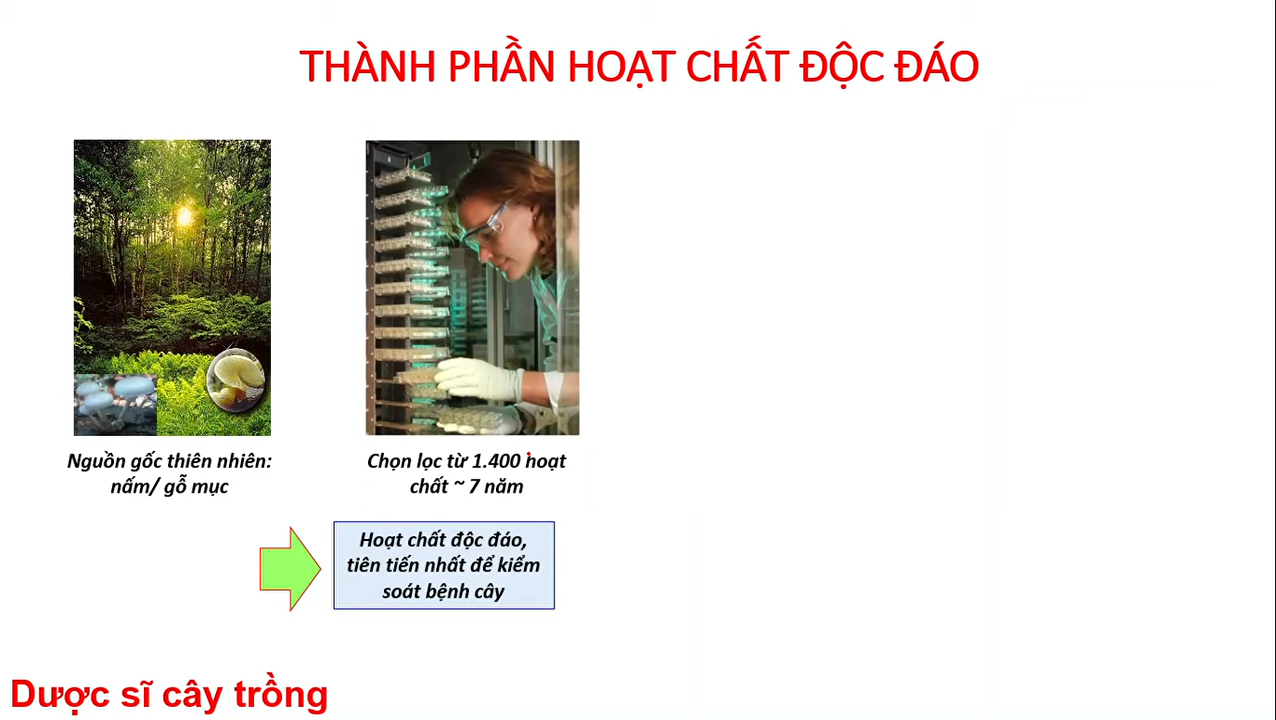 THÀNH PHẦN HOẠT CHẤT ĐỘC ĐÁO
Nguồn gốc thiên nhiên:
nấm/ gỗ mục
Chọn lọc từ 1.400 hoạt
chất ~ 7 năm
Hoạt chất độc đáo,
tiên tiến nhất để kiểm
soát bệnh cây
Dược sĩ cây trồng